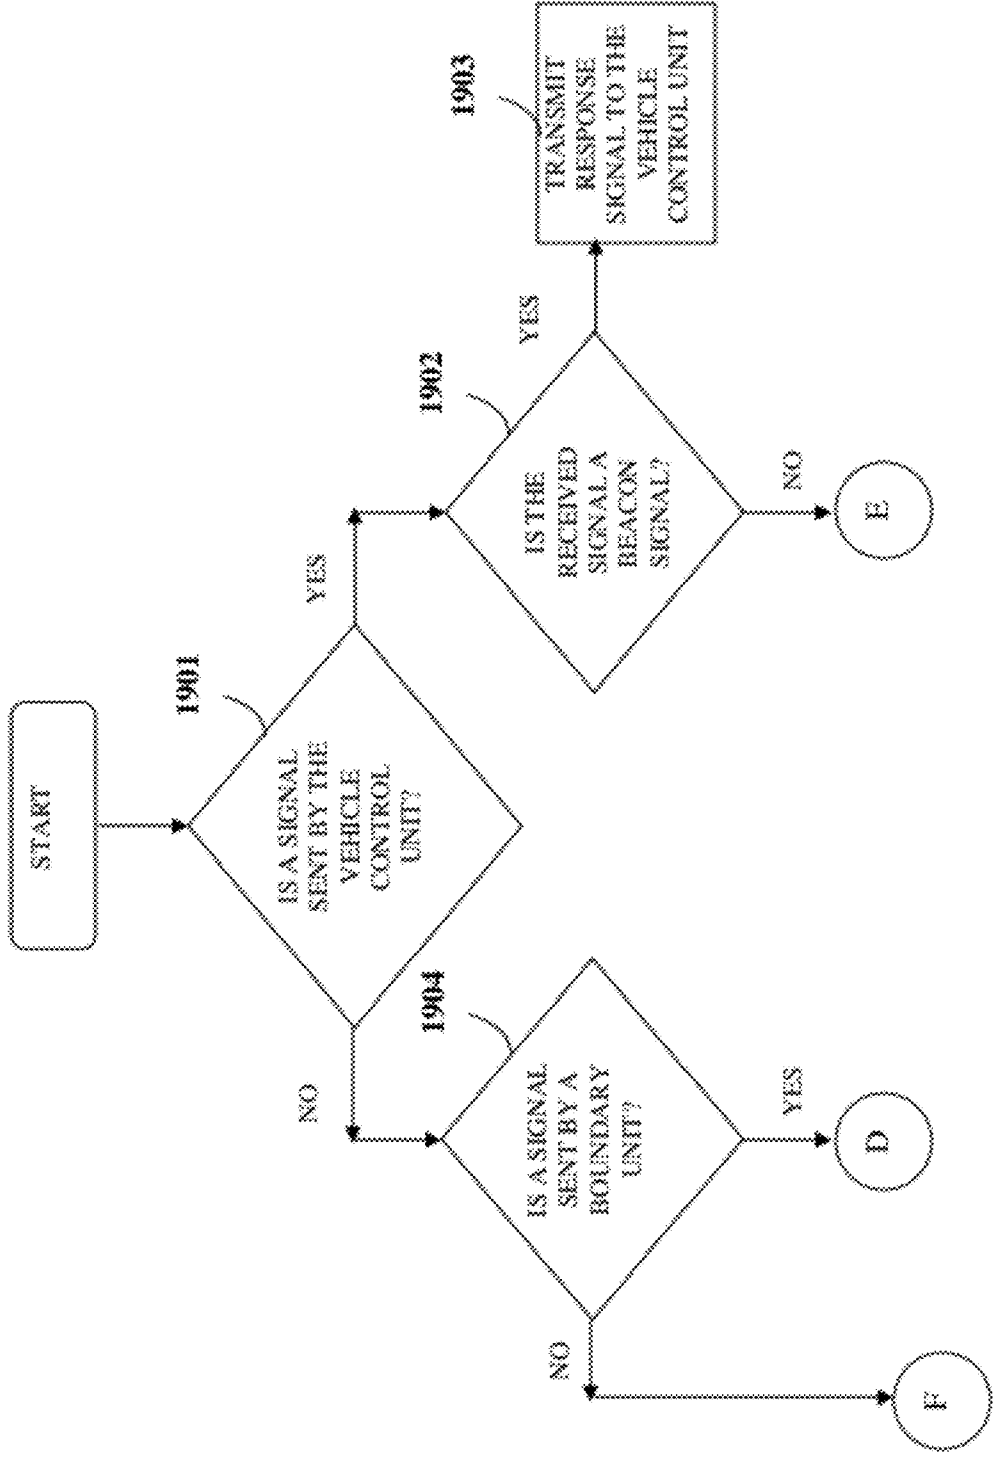 START
1901
IS A SIGNAL
SENT BY THE
VEHICLE
CONTROL
UNIT?
NO
YES
1904
IS A SIGNAL
SENT BY A
BOUNDARY
UNIT?
NO
YES
F
D
1902
IS THE
RECEIVED
SIGNAL A
BEACON
SIGNAL?
YES
NO
E
1903
TRANSMIT
RESPONSE
SIGNAL TO THE
VEHICLE
CONTROL UNIT